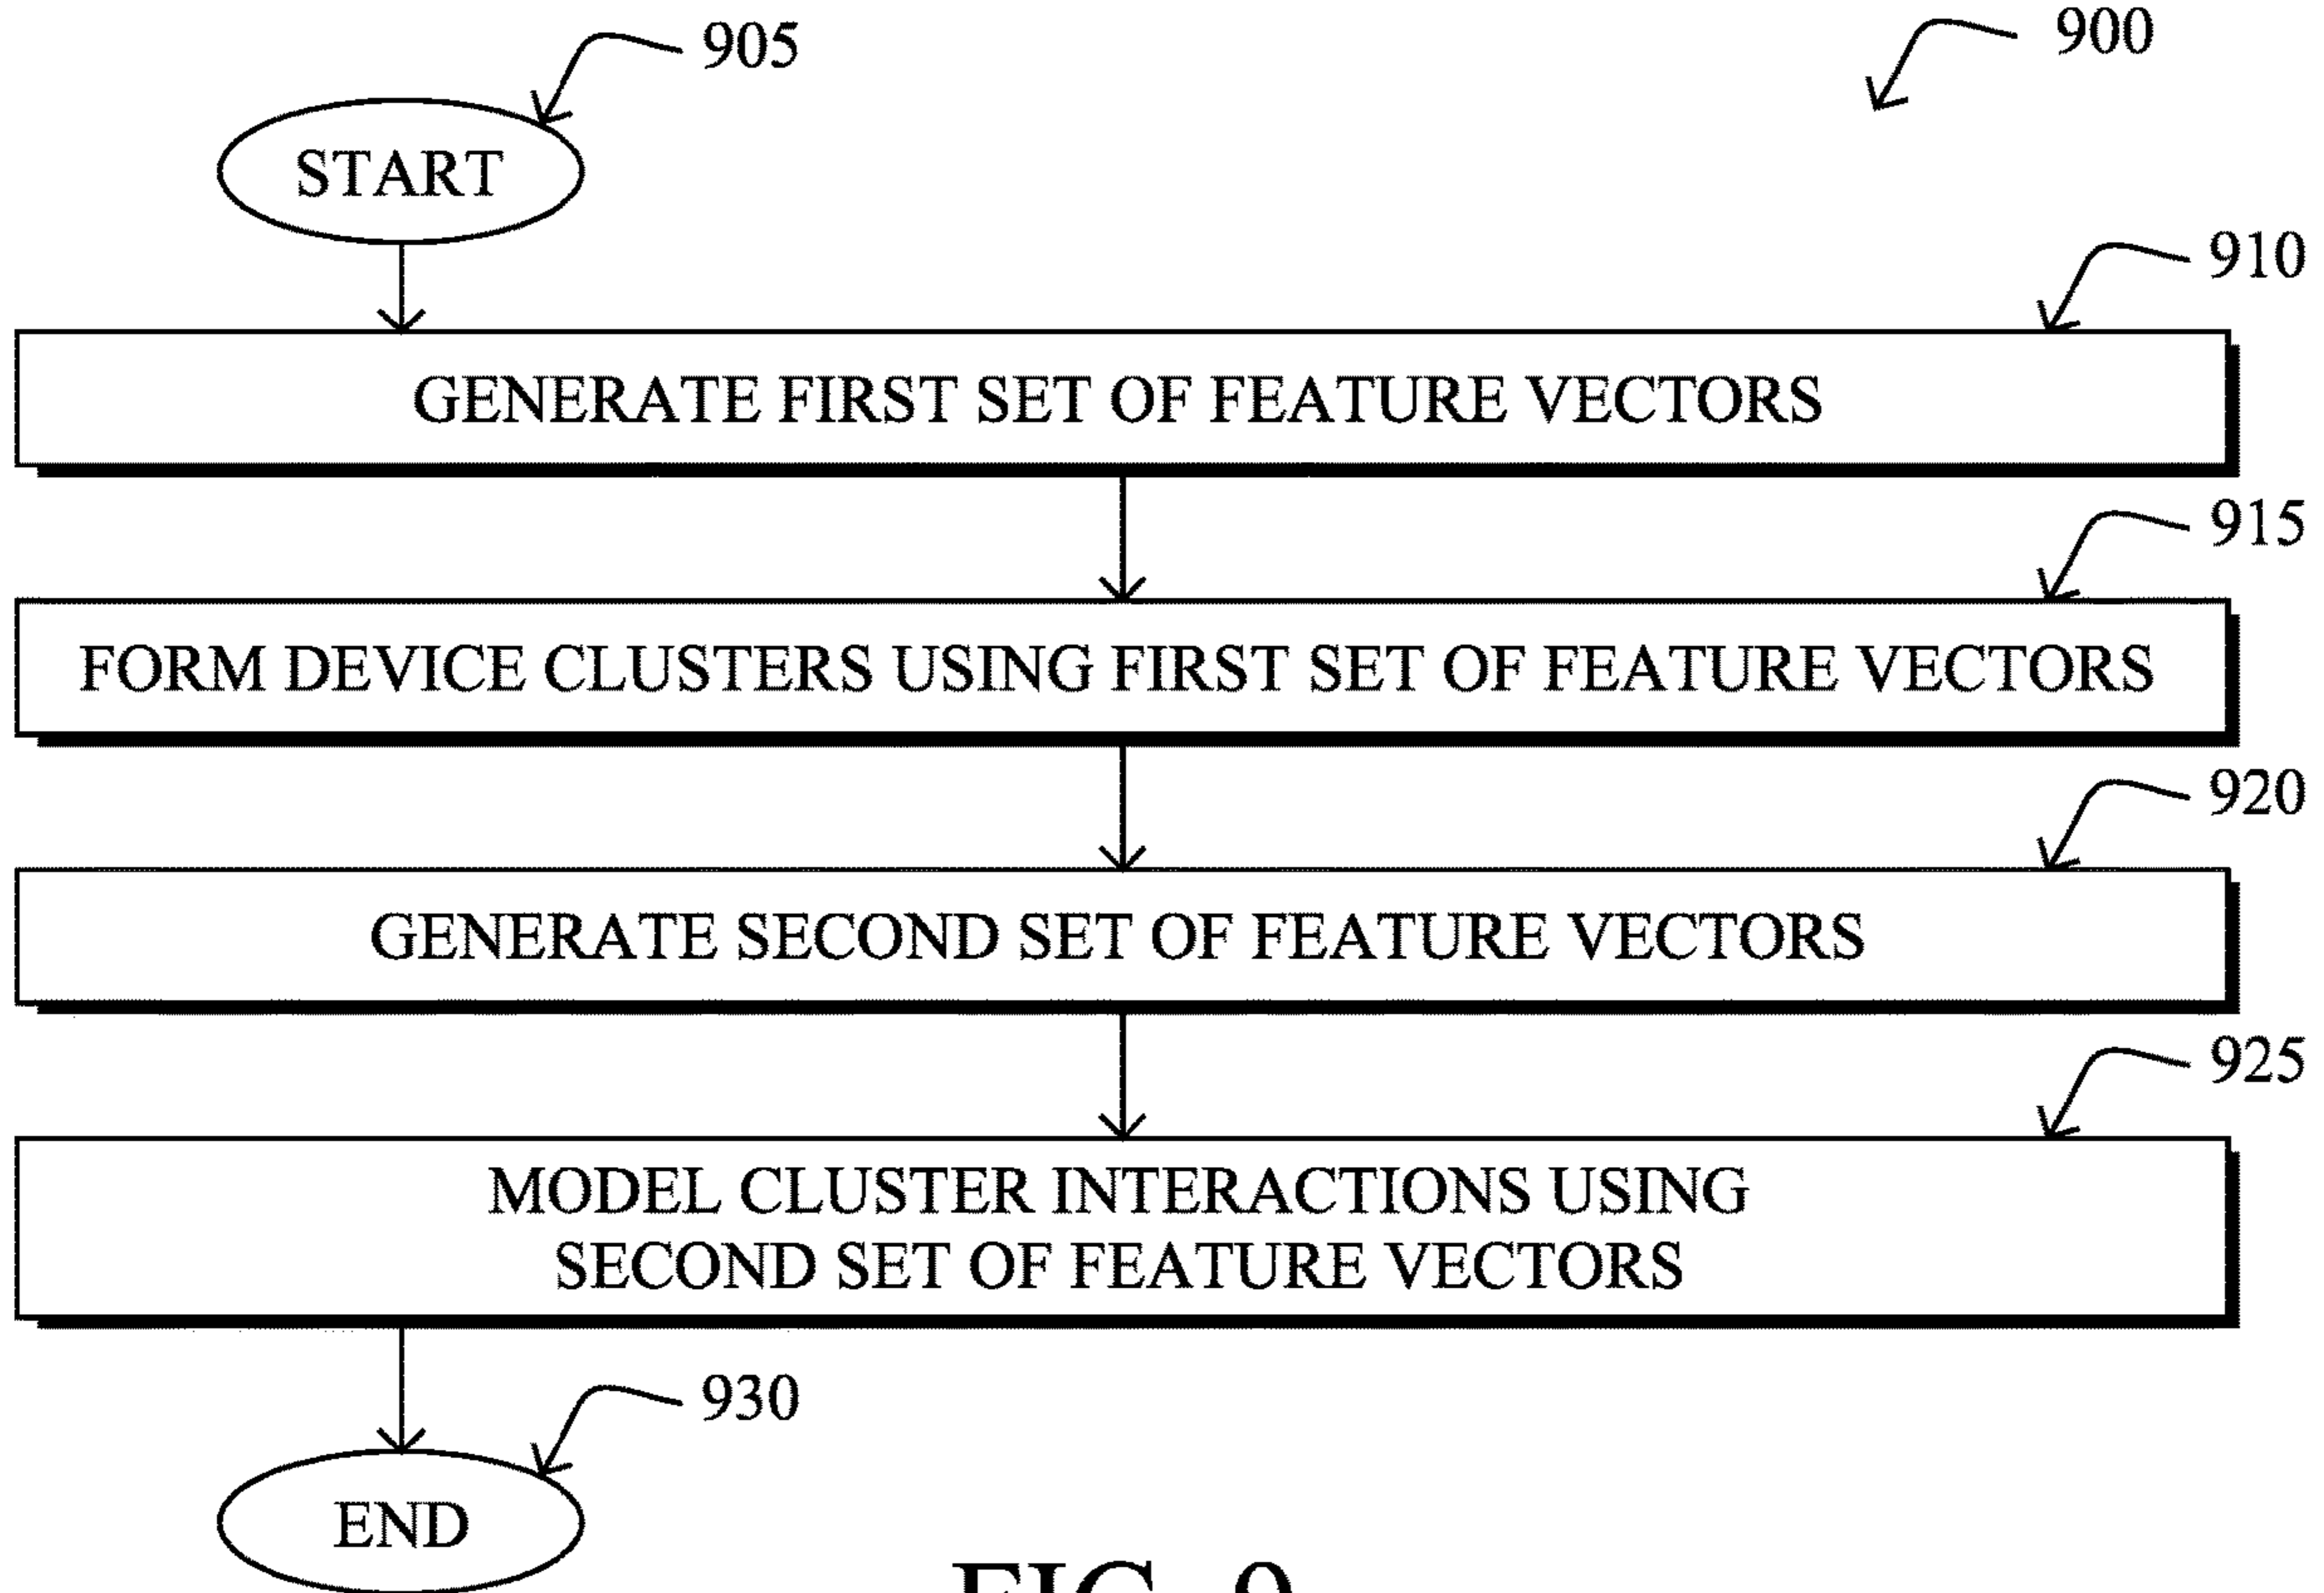 905
900
START
910
GENERATE FIRST SET OF FEATURE VECTORS
915
FORM DEVICE CLUSTERS USING FIRST SET OF FEATURE VECTORS
920
GENERATE SECOND SET OF FEATURE VECTORS
925
MODEL CLUSTER INTERACTIONS USING
SECOND SET OF FEATURE VECTORS
930
END
FIG. 9